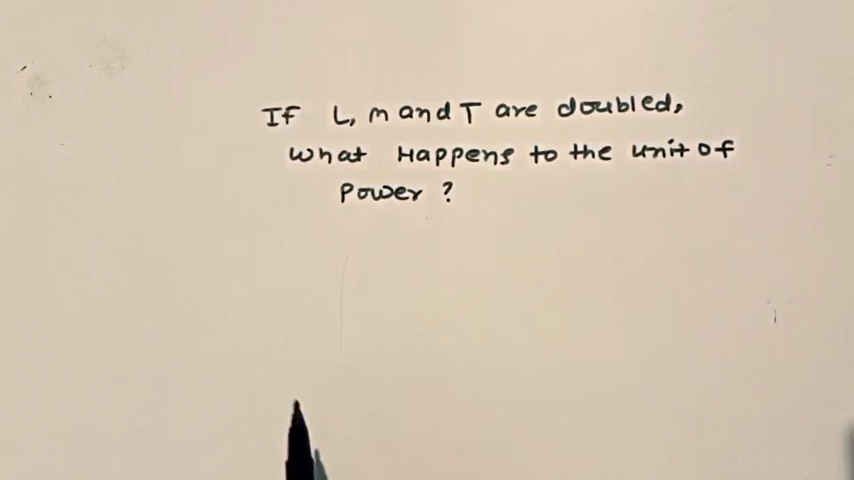 If L, m and T are doubled,
what Happens to the unit of
Power ?